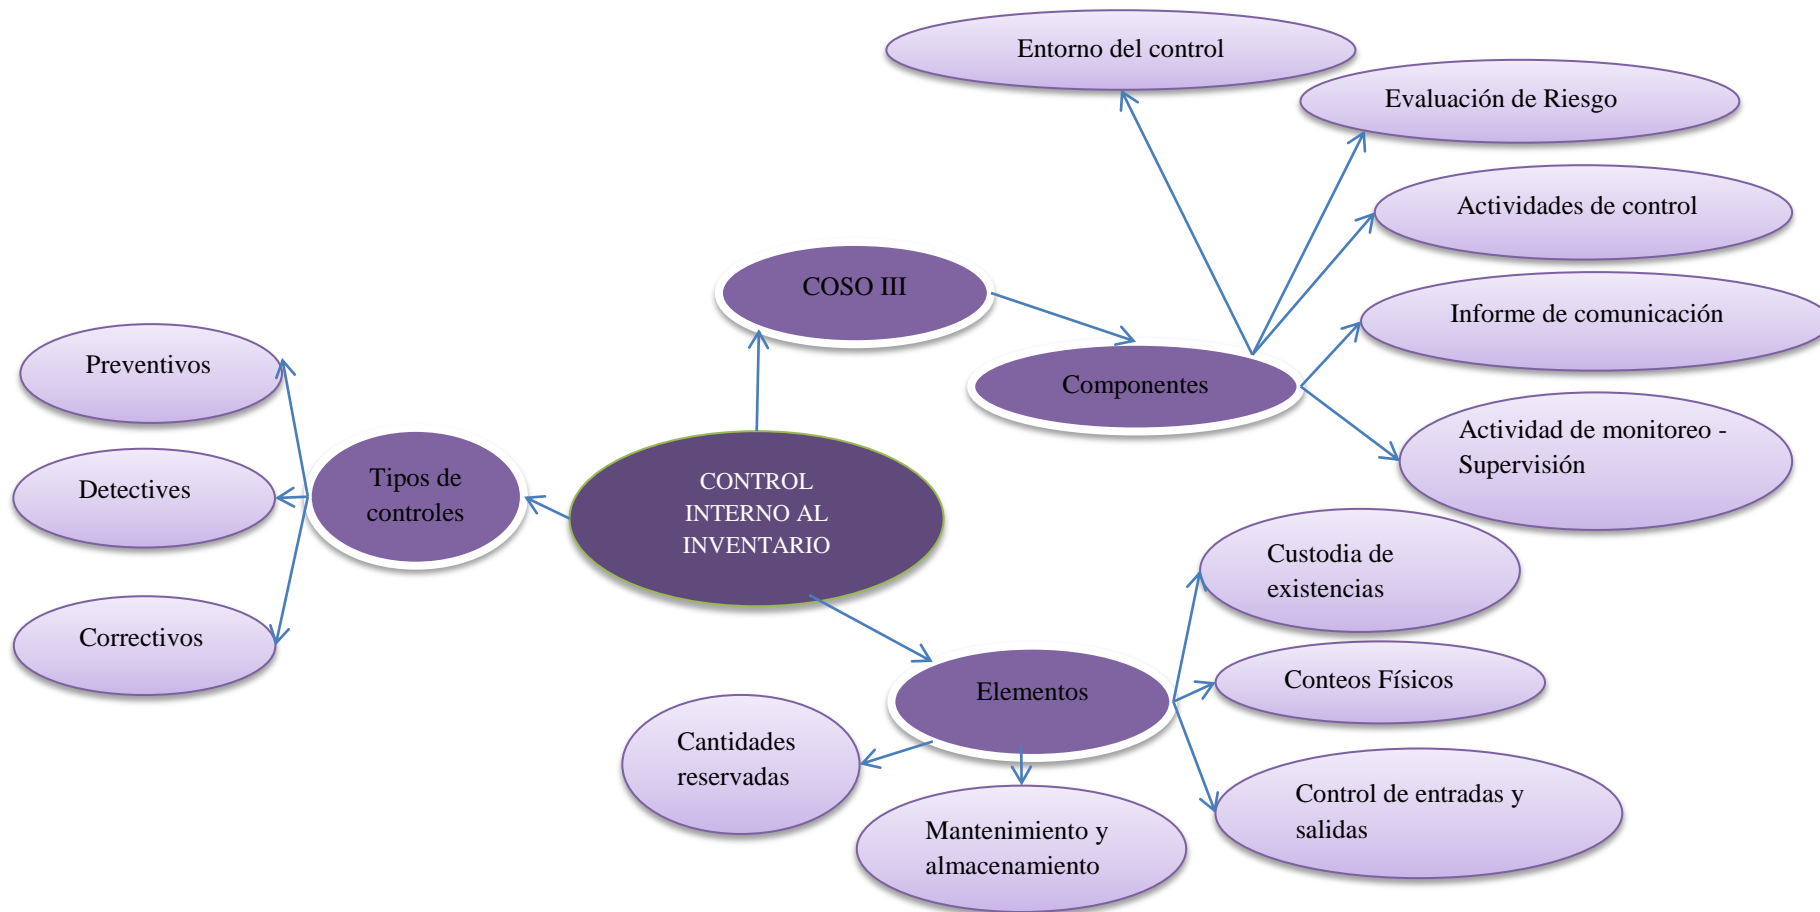 Entorno del control
Evaluación de Riesgo
Actividades de control
COSO III
Informe de comunicación
Componentes
Preventivos
Actividad de monitoreo -
Supervisión
Tipos de
controles
Detectives
CONTROL
INTERNO AL
INVENTARIO
Custodia de
existencias
Correctivos
Conteos Físicos
Elementos
Cantidades
reservadas
Control de entradas y
salidas
Mantenimiento y
almacenamiento